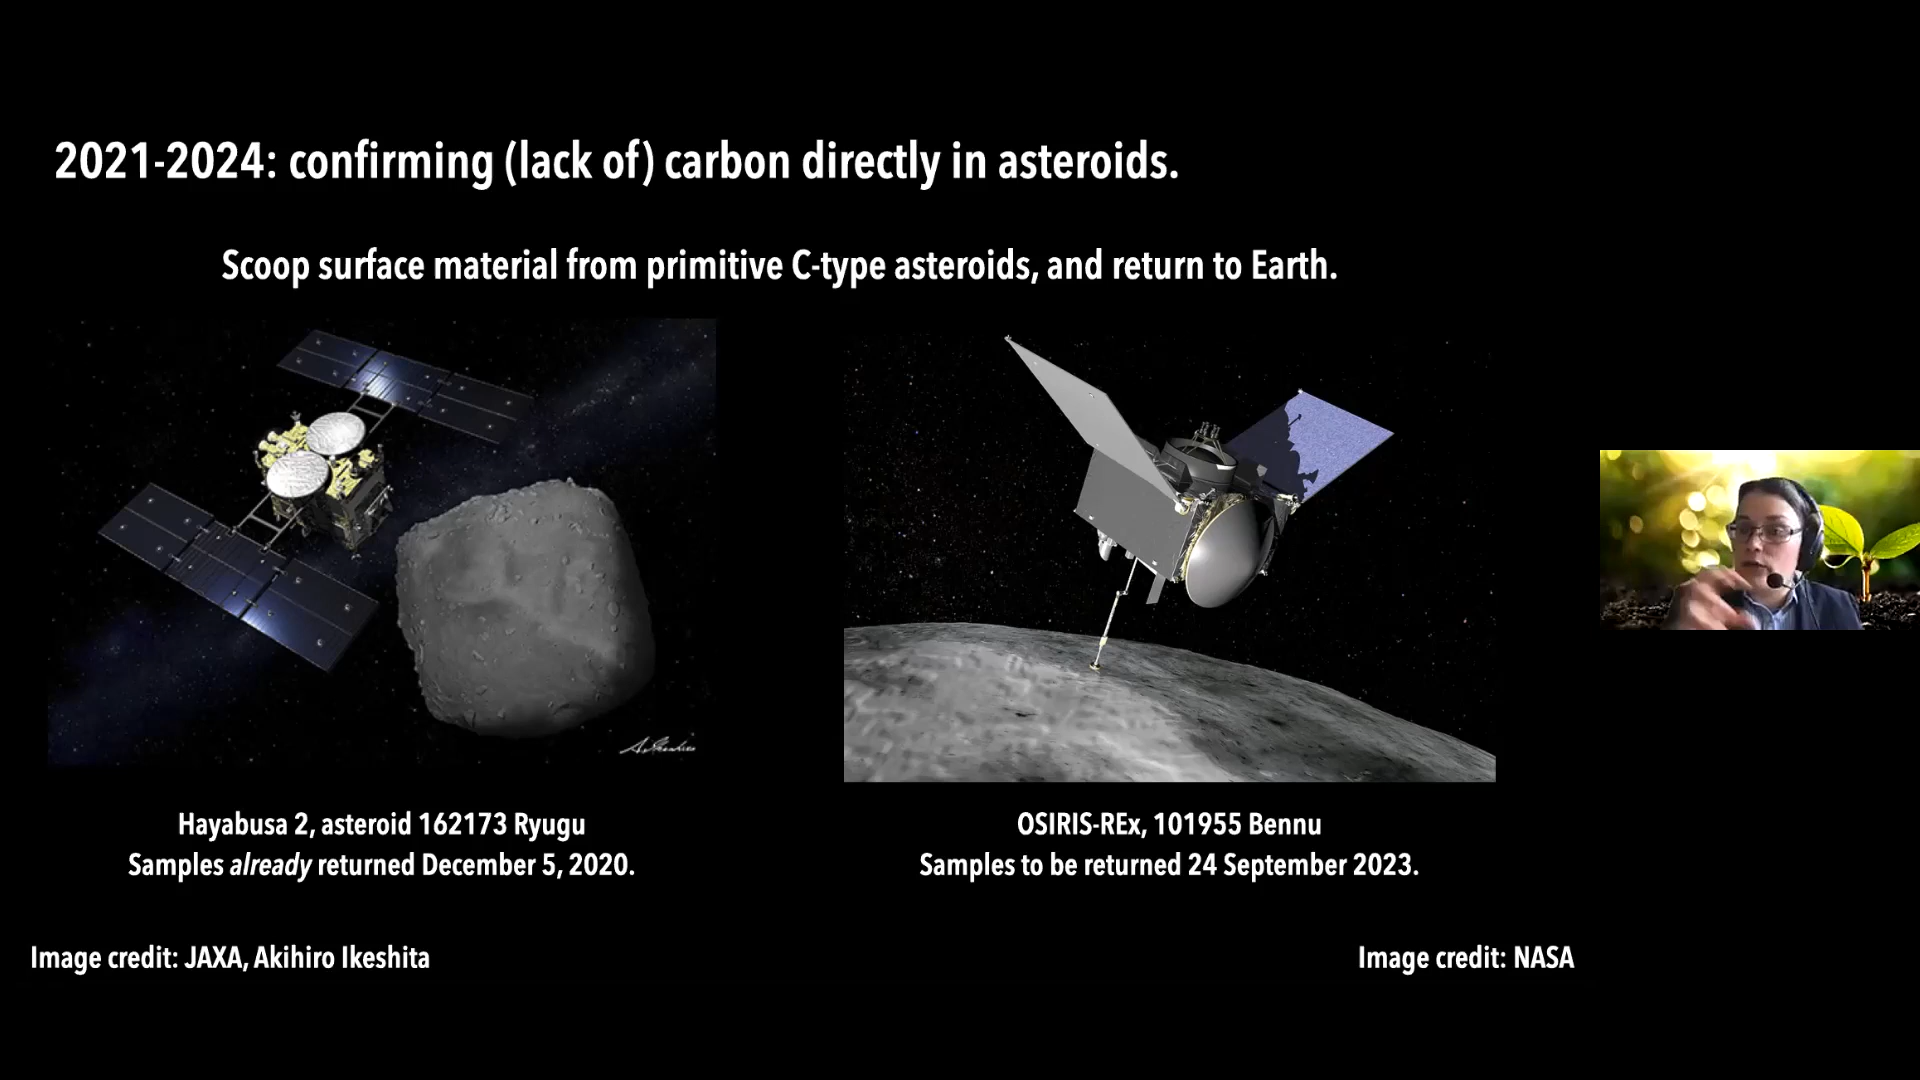 2021-2024: confirming (lack of) carbon directly in asteroids.
Scoop surface material from primitive C-type asteroids, and return to Earth.
Hayabusa 2, asteroid 162173 Ryugu
Samples already returned December 5, 2020.
OSIRIS-REx, 101955 Bennu
Samples to be returned 24 September 2023.
Image credit: JAXA, Akihiro Ikeshita
Image credit: NASA